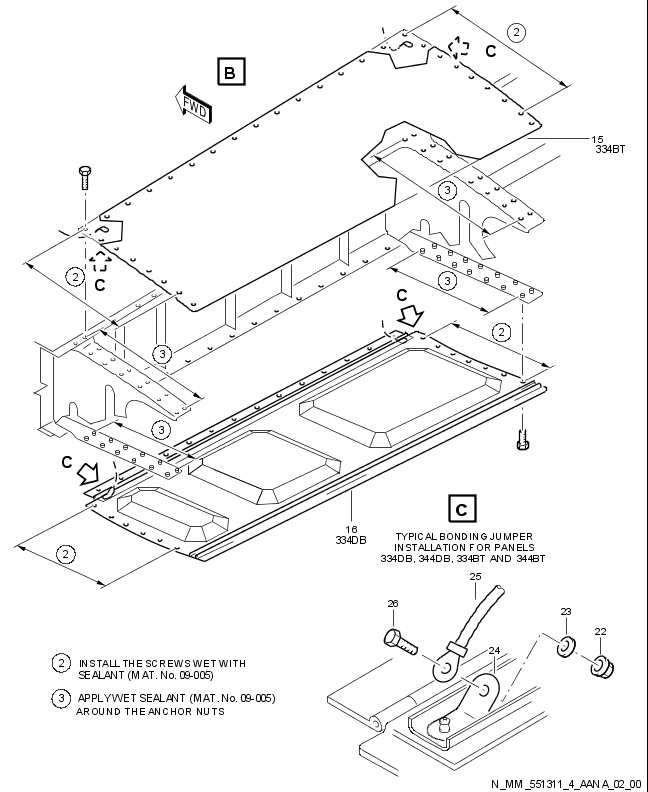 2
C
B
FWD
15
334BT
3
C
2
3
C
2
3
3
C
16
334DB
2
C
TYPICAL BONDING JUMPER
INSTALLATION FOR PANELS
334DB, 344DB, 334BT AND 344BT
25
26
23
22
24
2 INSTALL THE SCREWS WET WITH
SEALANT (MAT. No. 09-005)
3 APPLY WET SEALANT (MAT. No. 09-005)
AROUND THE ANCHOR NUTS
N_MM_551311_4_AANA_02_00